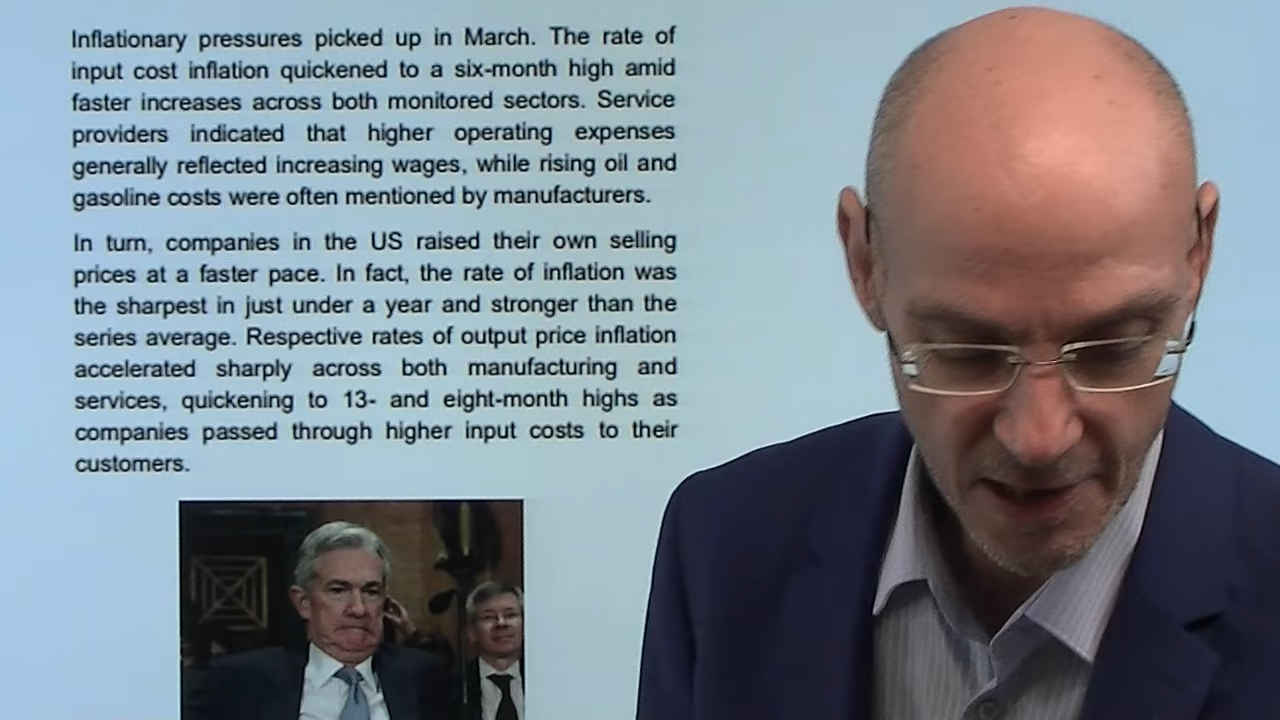 Inflationary pressures picked up in March. The rate of
input cost inflation quickened to a six-month high amid
faster increases across both monitored sectors. Service
providers indicated that higher operating expenses
generally reflected increasing wages, while rising oil and
gasoline costs were often mentioned by manufacturers.
In turn, companies in the US raised their own selling
prices at a faster pace. In fact, the rate of inflation was
the sharpest in just under a year and stronger than the
series average. Respective rates of output price inflation
accelerated sharply across both manufacturing and
services, quickening to 13- and eight-month highs as
companies passed through higher input costs to their
customers.